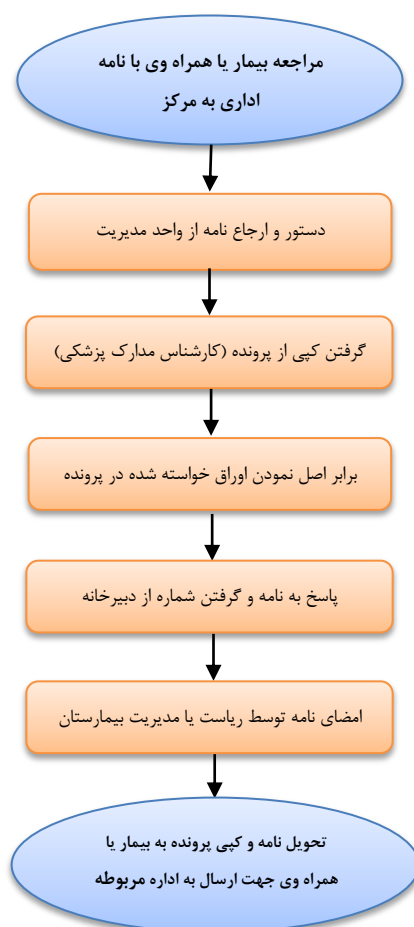 مراجعه بیمار یا همراه وی با نامه
اداری به مرکز
دستور و ارجاع نامه از واحد مدیریت
گرفتن کپی از پرونده (کارشناس مدارک پزشکی)
برابر اصل نمودن اوراق خواسته شده در پرونده
پاسخ به نامه و گرفتن شماره از دبیرخانه
امضای نامه توسط ریاست یا مدیریت بیمارستان
تحویل نامه و کپی پرونده به بیمار یا
همراه وی جهت ارسال به اداره مربوطه